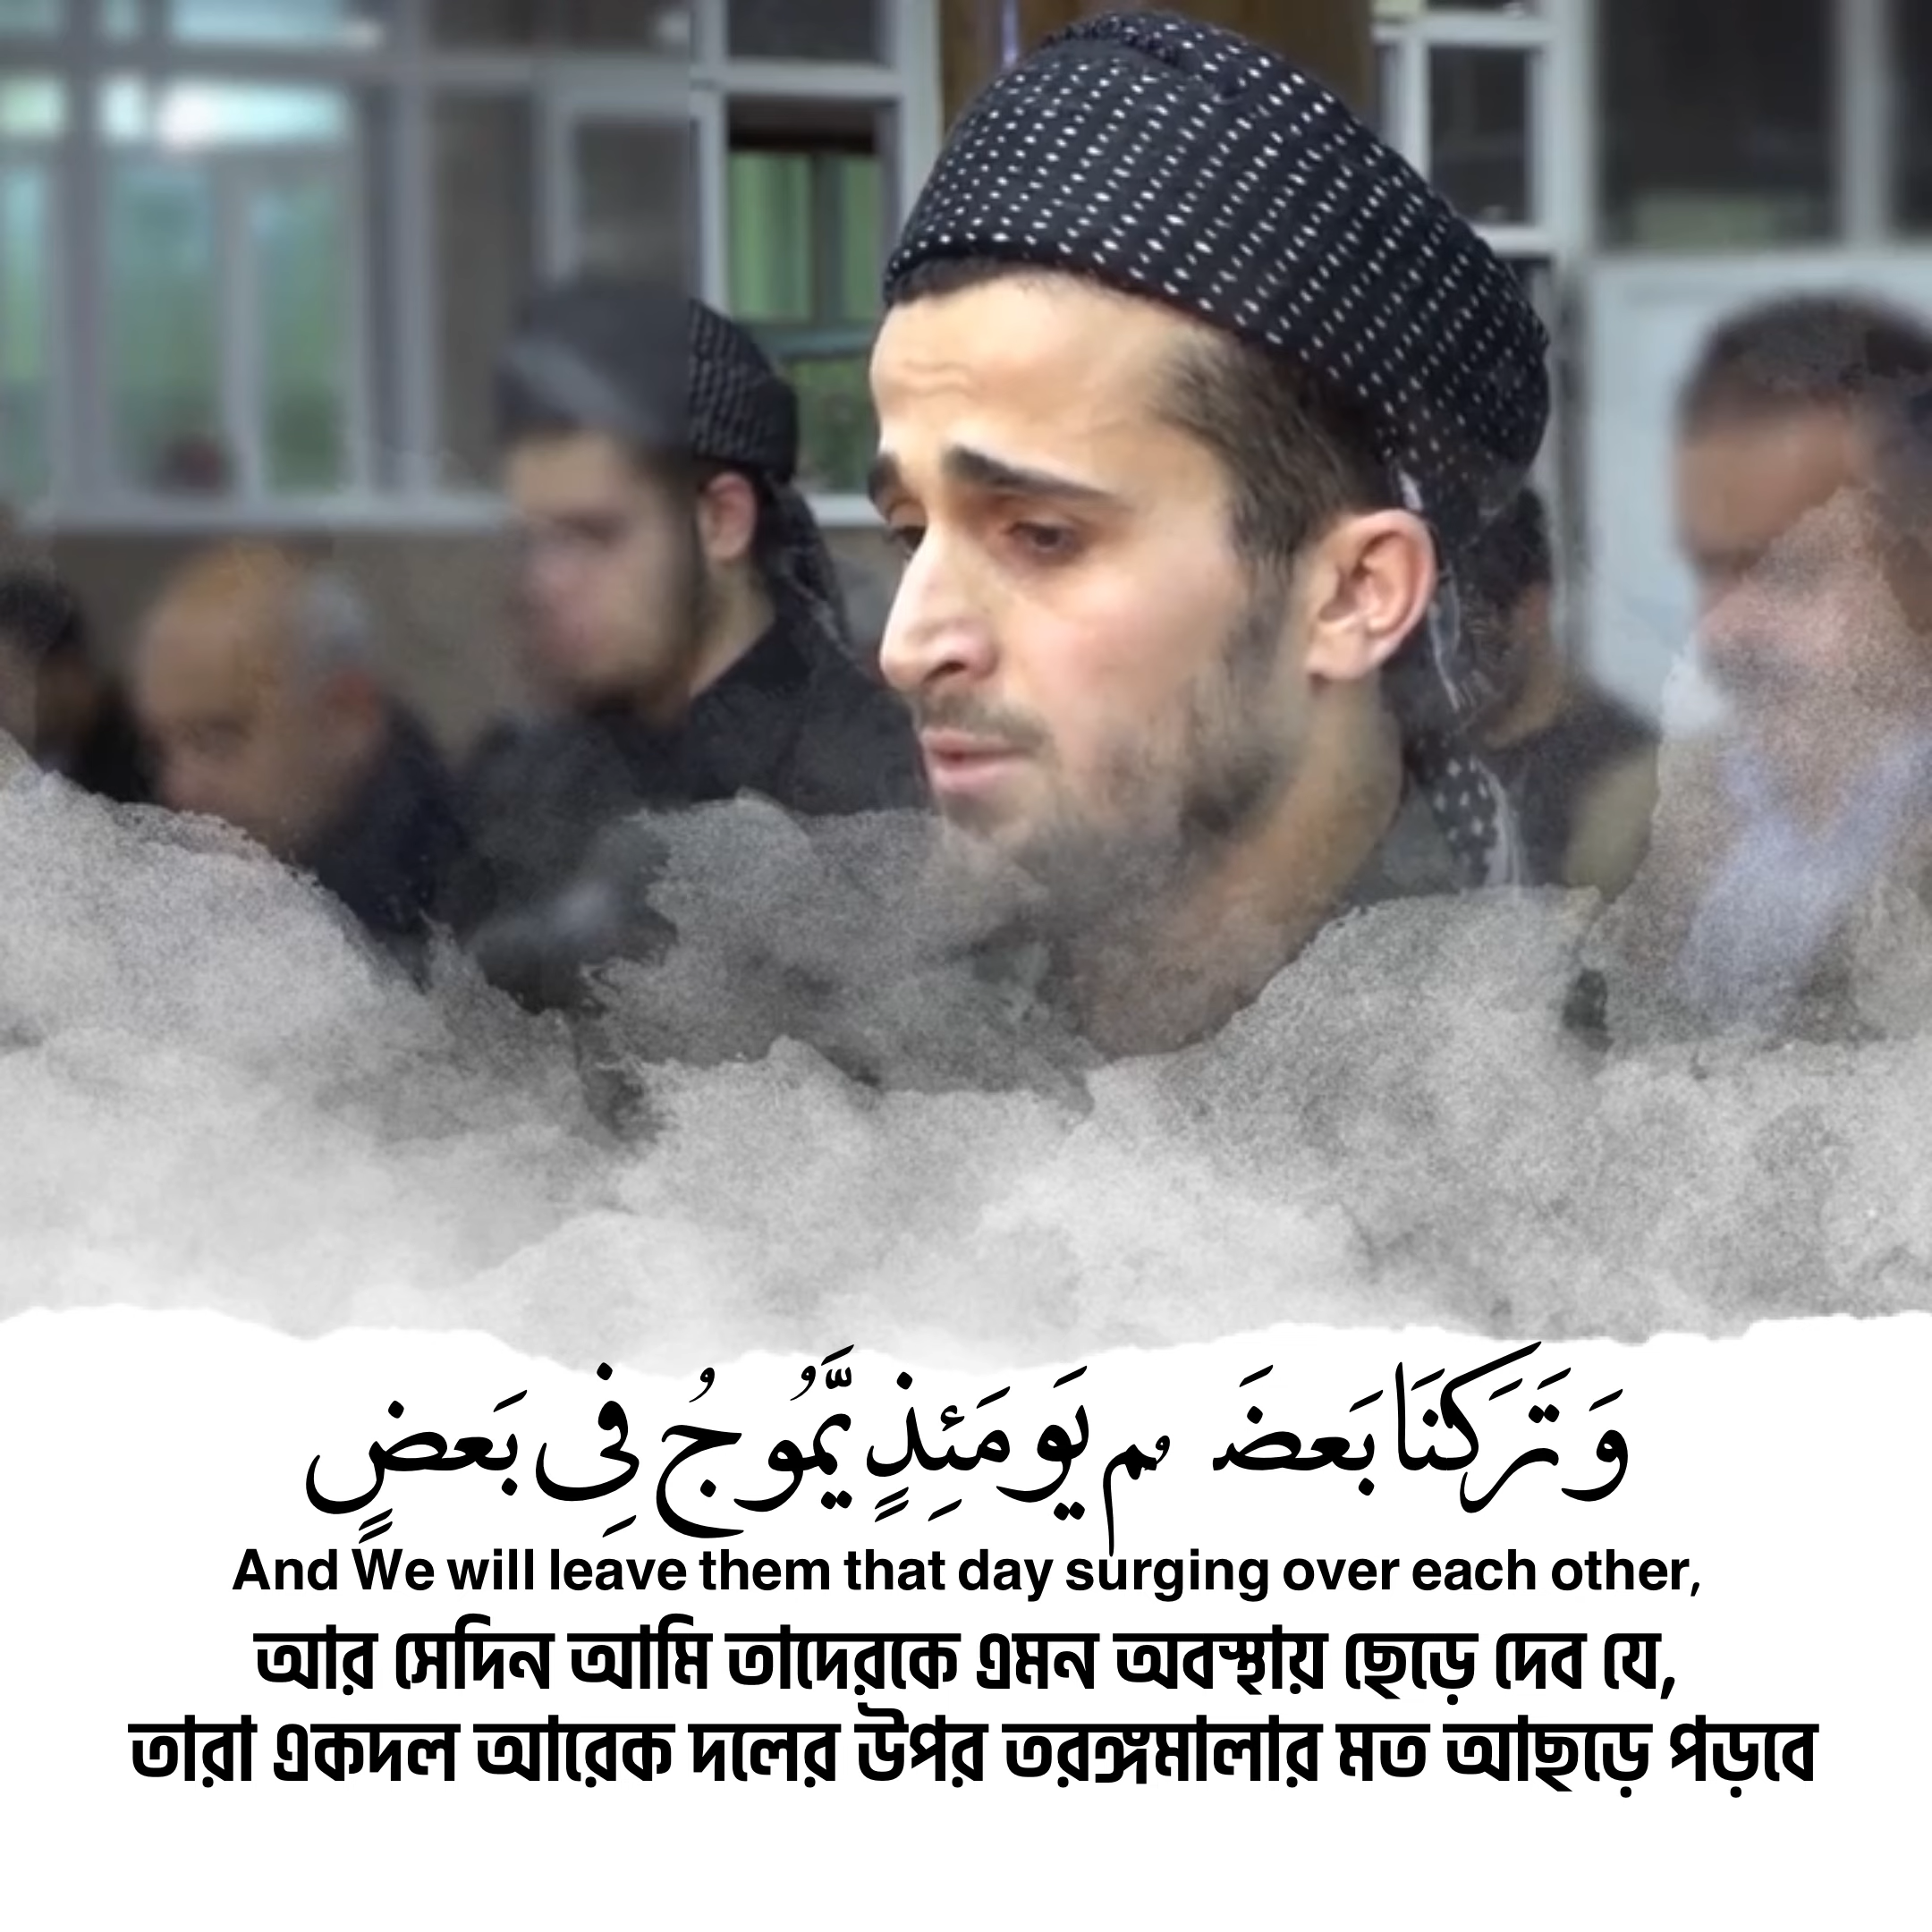 وَ تَرَكۡنَا بَعۡضَهُمۡ يَوۡمَئِذٍ يَّمُوۡجُ فِىۡ بَعۡضٍ
And We will leave them that day surging over each other,
আর সেদিন আমি তাদেরকে এমন অবস্থায় ছেড়ে দেব যে,
তারা একদল আরেক দলের উপর তরঙ্গমালার মত আছড়ে পড়বে